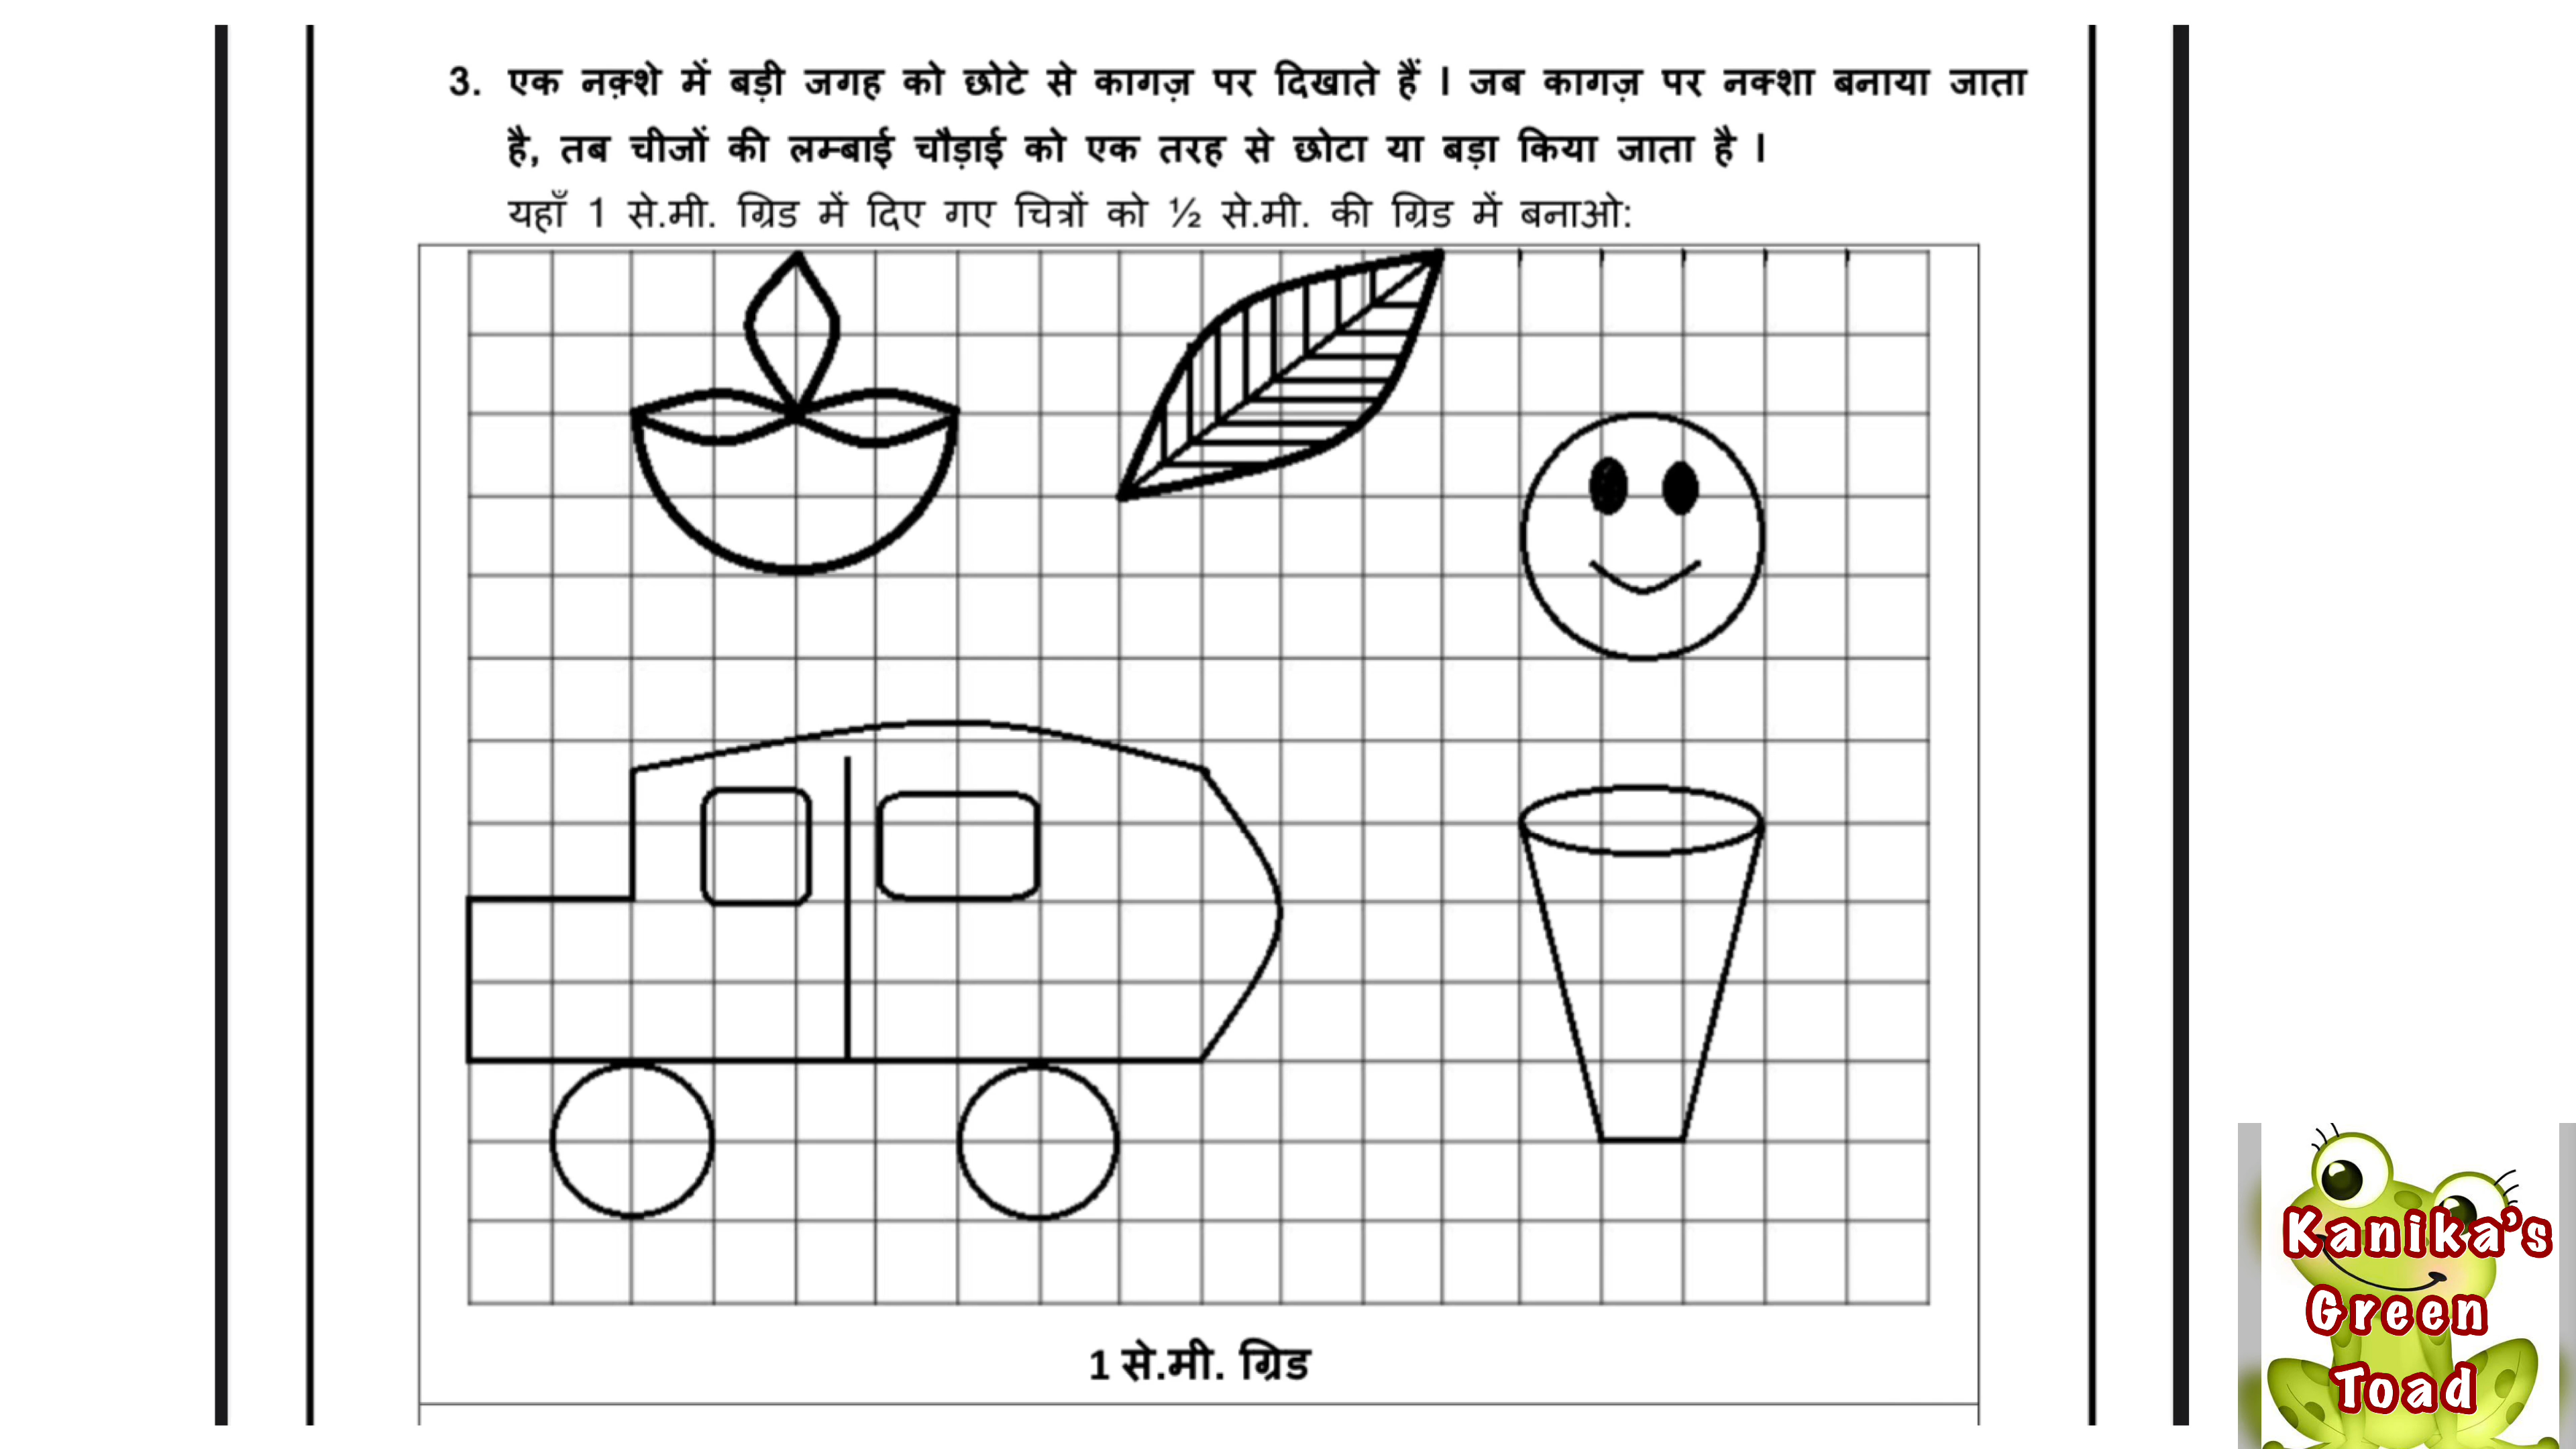 3. एक नक़्शे में बड़ी जगह को छोटे से कागज़ पर दिखाते हैं । जब कागज़ पर नक्शा बनाया जाता
है, तब चीजों की लम्बाई चौड़ाई को एक तरह से छोटा या बड़ा किया जाता है ।
यहाँ 1 से.मी. ग्रिड में दिए गए चित्रों को ½ से.मी. की ग्रिड में बनाओ:
1 से.मी. ग्रिड
Kanika's
Green
Toad